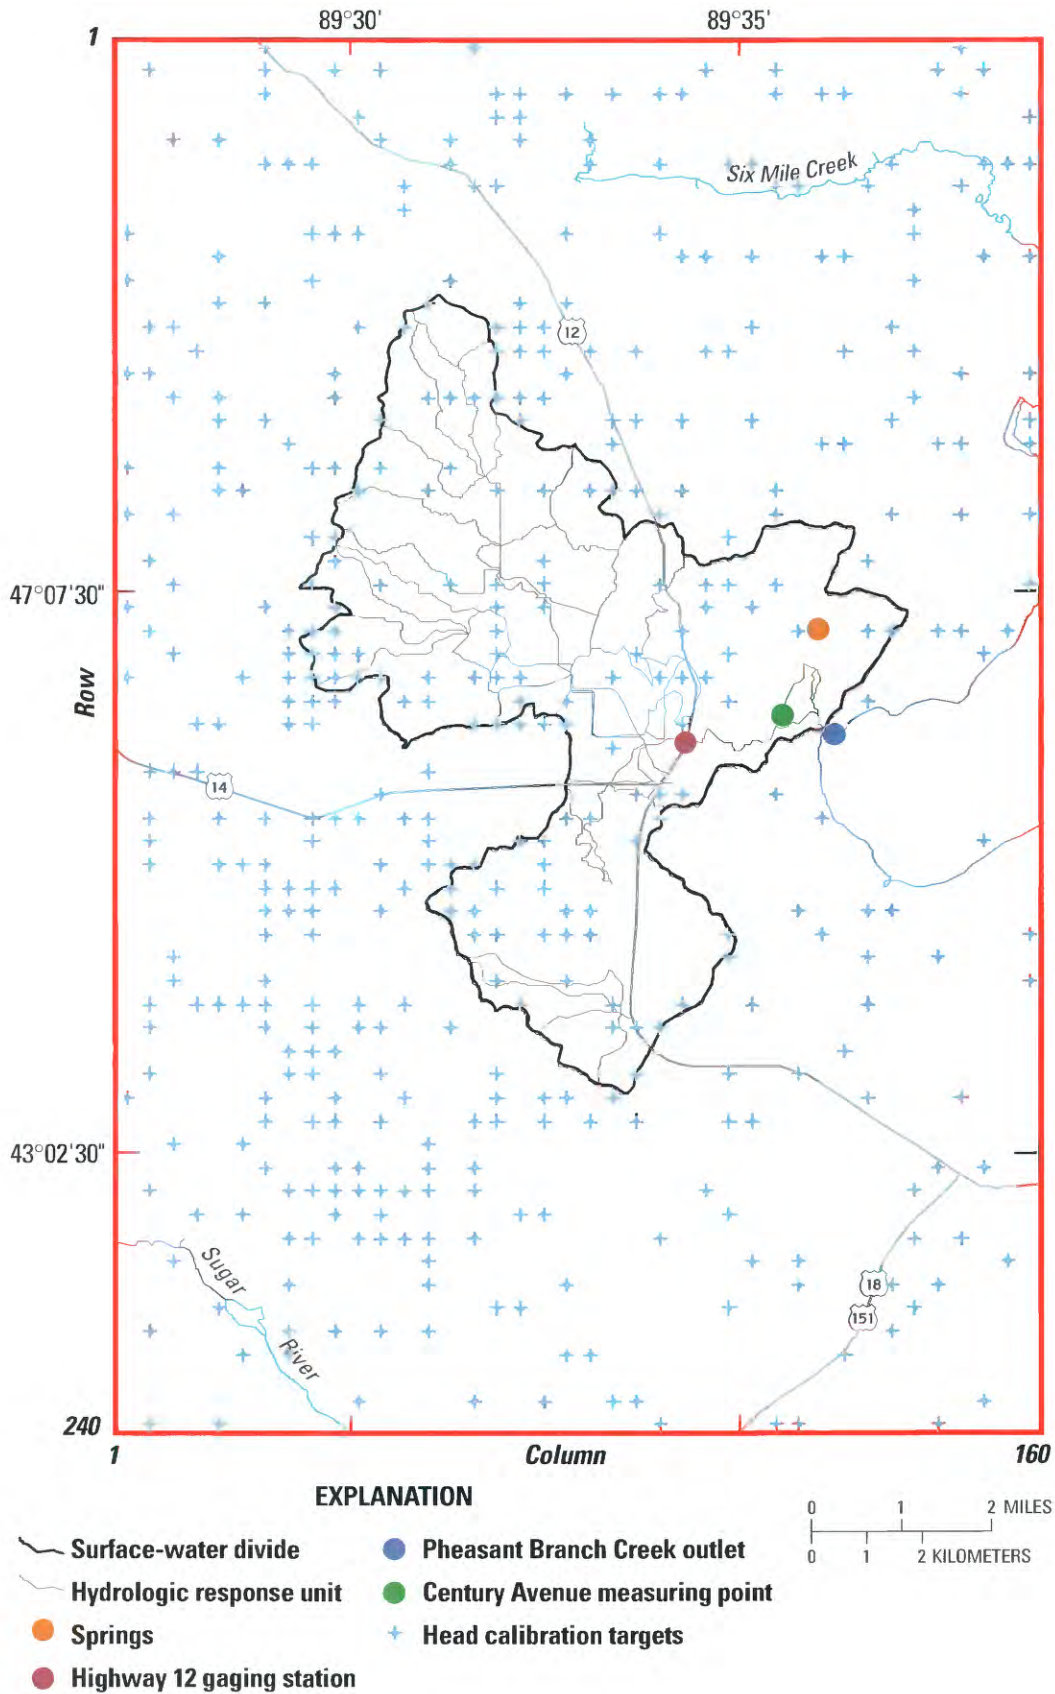 89°30'
89°35'
1
Six Mile Creek
12
47°07'30"
Row
14
43°02'30"
Sugar River
18
151
240
1
Column
160
EXPLANATION
0 1 2 MILES
0 1 2 KILOMETERS
Surface-water divide
Hydrologic response unit
Springs
Highway 12 gaging station
Pheasant Branch Creek outlet
Century Avenue measuring point
Head calibration targets